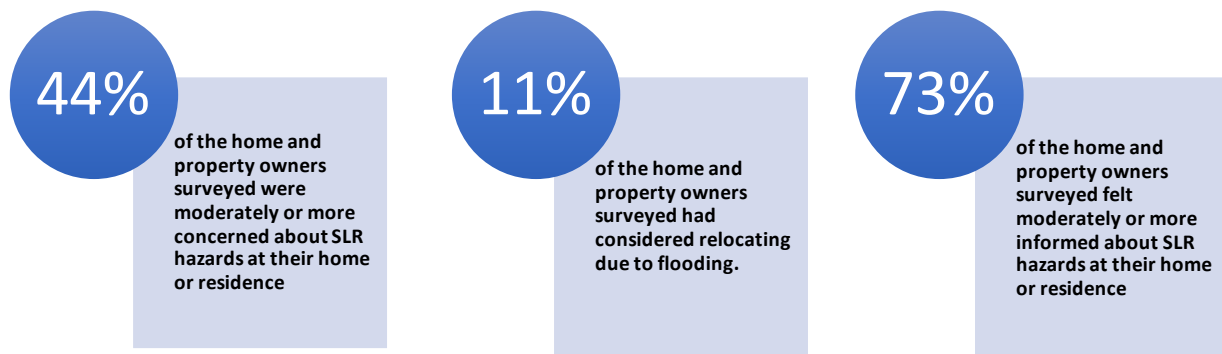 44%
of the home and
property owners
surveyed were
moderately or more
concerned about SLR
hazards at their home
or residence
11%
of the home and
property owners
surveyed had
considered relocating
due to flooding.
73%
of the home and
property owners
surveyed felt
moderately or more
informed about SLR
hazards at their home
or residence